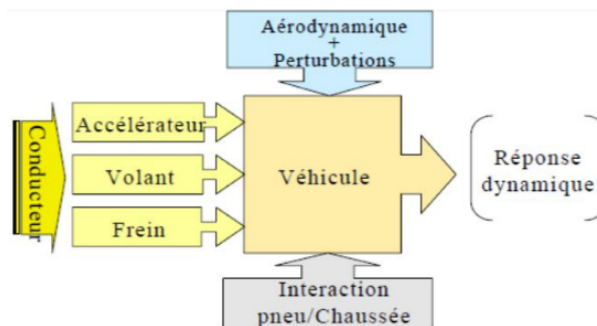 Aérodynamique
+
Perturbations
Conducteur
Accélérateur
Volant
Frein
Véhicule
Réponse
dynamique
Interaction
pneu/Chaussée